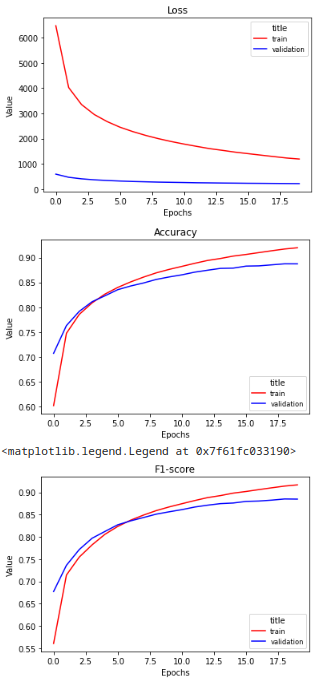 Loss
title
train
validation
6000
5000
4000
3000
2000
1000
0
Value
0.0 2.5 5.0 7.5 10.0 12.5 15.0 17.5
Epochs
Accuracy
0.90
0.85
0.80
0.75
0.70
0.65
0.60
Value
title
train
validation
0.0 2.5 5.0 7.5 10.0 12.5 15.0 17.5
Epochs
<matplotlib.legend.Legend at 0x7f61fc033190>
F1-score
0.90
0.85
0.80
0.75
0.70
0.65
0.60
0.55
Value
title
train
validation
0.0 2.5 5.0 7.5 10.0 12.5 15.0 17.5
Epochs